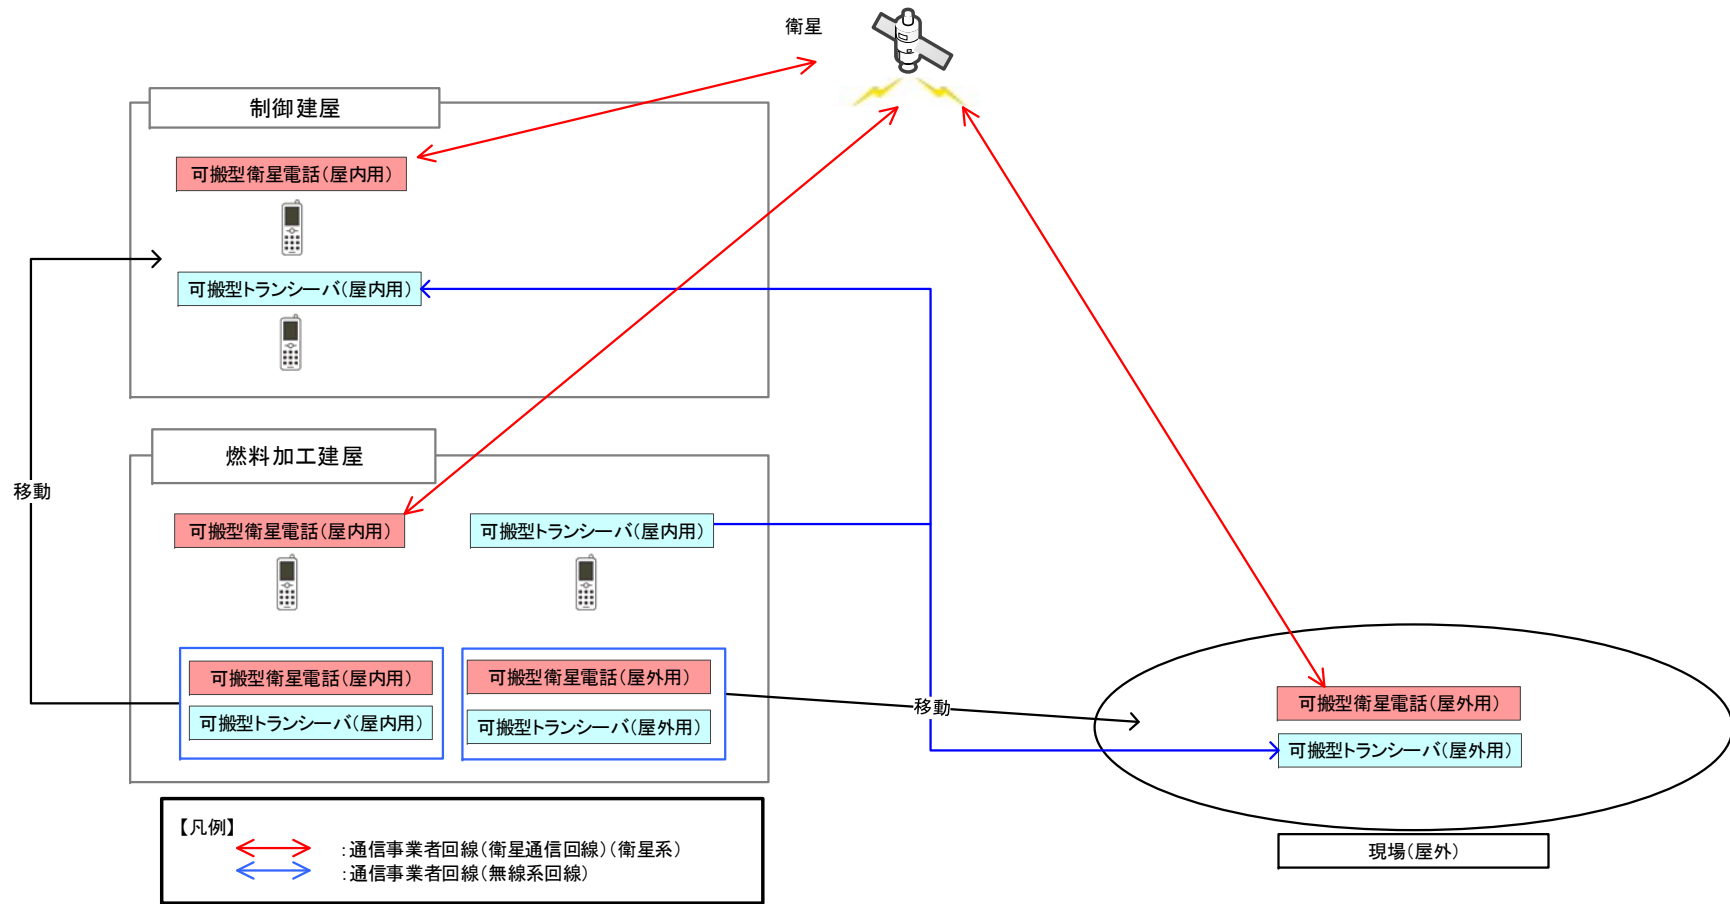 衛星
制御建屋
可搬型衛星電話(屋内用)
可搬型トランシーバ(屋内用)
燃料加工建屋
移動
可搬型衛星電話(屋内用)
可搬型トランシーバ(屋内用)
可搬型衛星電話(屋内用)
可搬型トランシーバ(屋内用)
可搬型衛星電話(屋外用)
可搬型トランシーバ(屋外用)
移動
可搬型衛星電話(屋外用)
可搬型トランシーバ(屋外用)
現場(屋外)
【凡例】
:通信事業者回線(衛星通信回線)(衛星系)
:通信事業者回線(無線系回線)